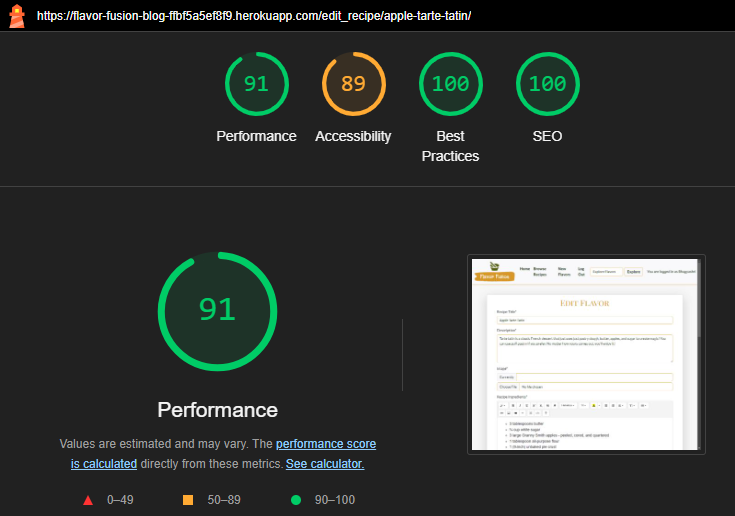 https://flavor-fusion-blog-ffbf5a5ef8f9.herokuapp.com/edit_recipe/apple-tarte-tatin/
91
89
100
100
Performance
Accessibility
Best
Practices
SEO
91
Performance
Values are estimated and may vary. The performance score
is calculated directly from these metrics. See calculator.
0–49
50–89
90–100
Flavor Fusion
Home
Browse
Recipes
New
Flavors
Log
Out
Explore
You are logged in as
EDIT FLAVOR
Recipe Title*
apple tarte tatin
Description*
Image*
Currently:
Choose File
No file chosen
Recipe Ingredients*